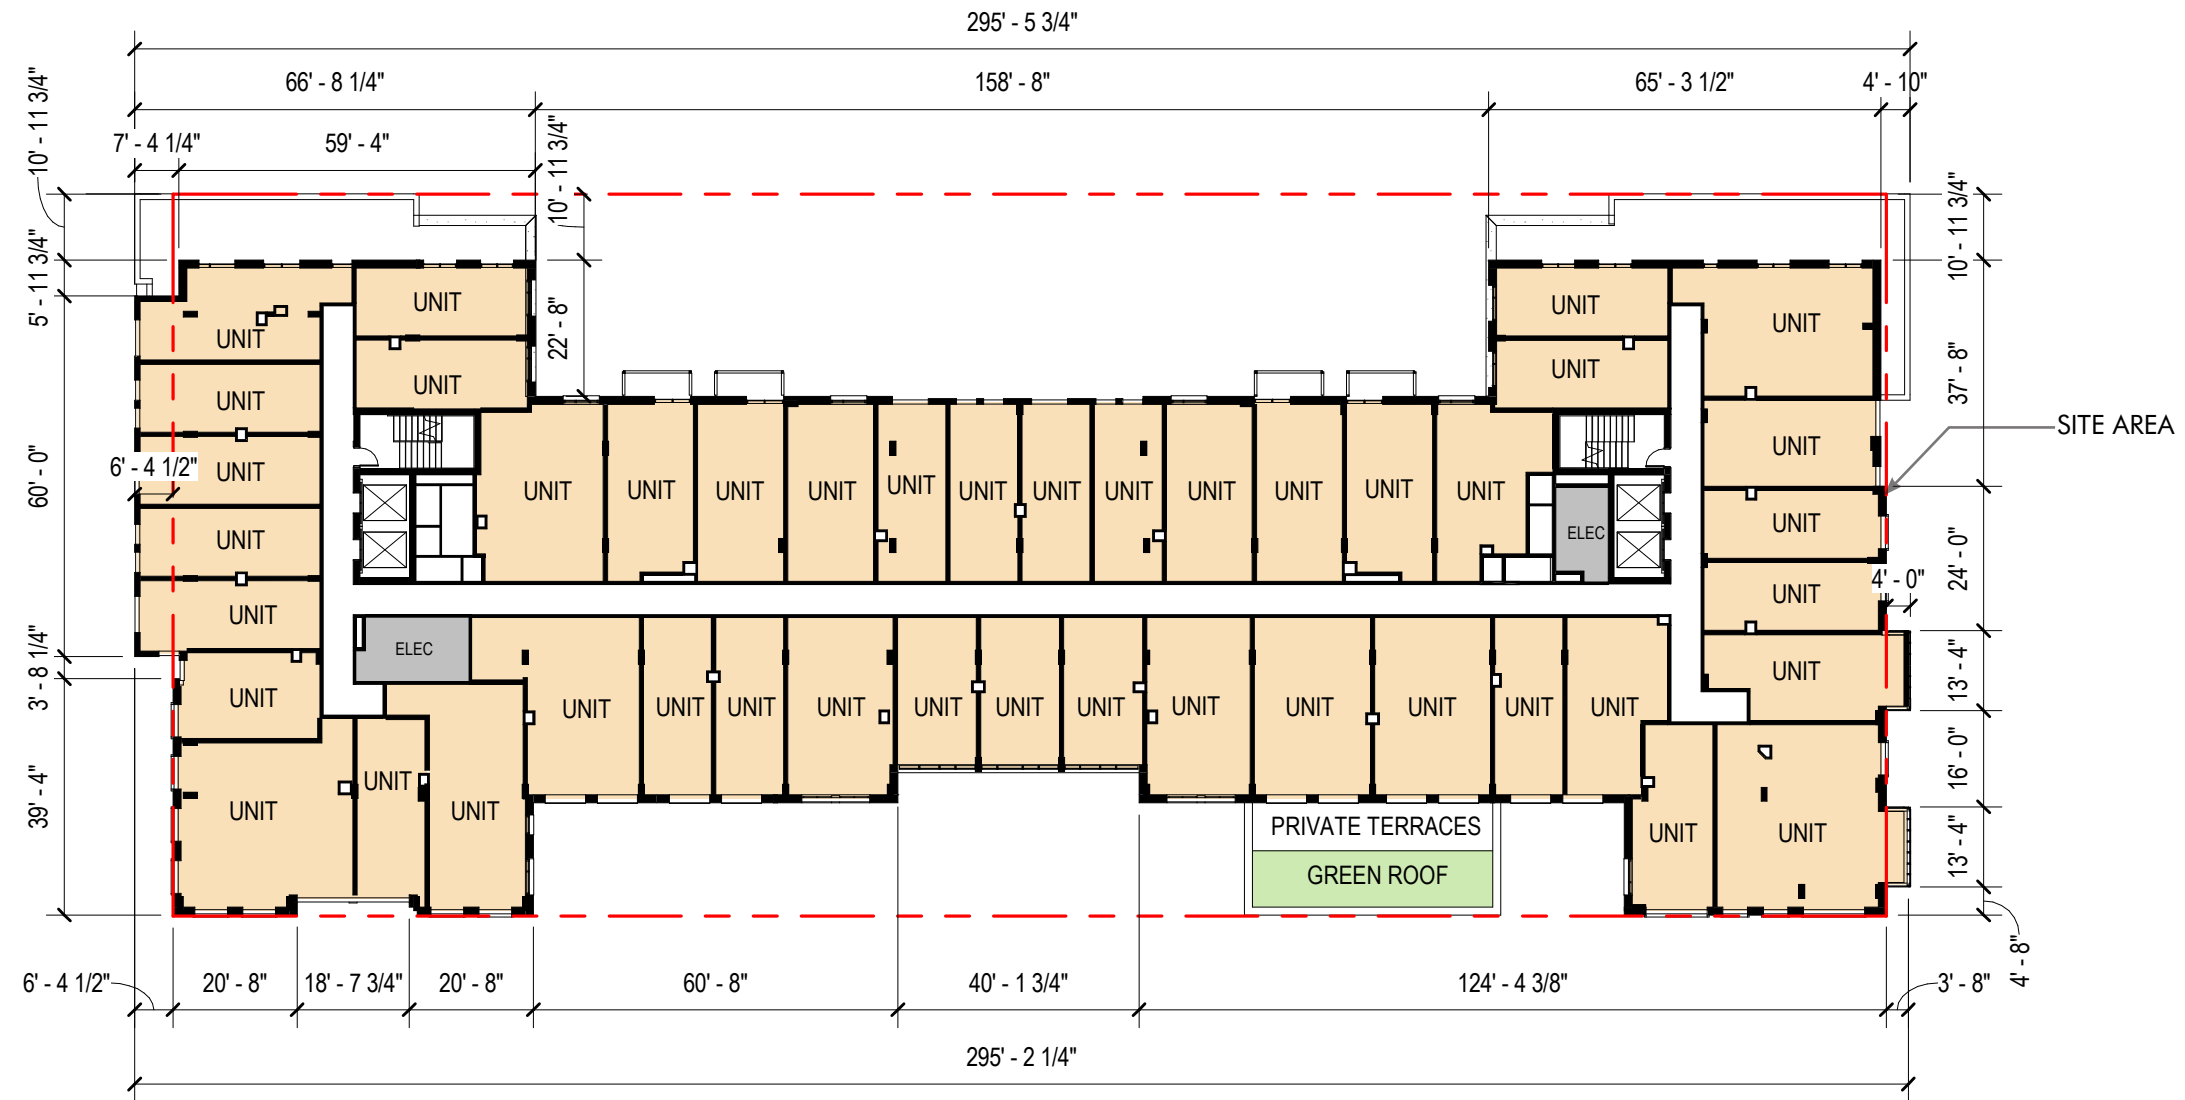 295' - 5 3/4"
66' - 8 1/4"
158' - 8"
65' - 3 1/2"
4' - 10"
7' - 4 1/4"
59' - 4"
10' - 11 3/4"
10' - 11 3/4"
10' - 11 3/4"
5' - 11 3/4"
22' - 8"
37' - 8"
UNIT
UNIT
UNIT
UNIT
UNIT
UNIT
UNIT
UNIT
UNIT
SITE AREA
6' - 4 1/2"
60' - 0"
UNIT
UNIT
UNIT
UNIT
UNIT
UNIT
UNIT
UNIT
UNIT
UNIT
UNIT
UNIT
UNIT
UNIT
ELEC
UNIT
UNIT
UNIT
24' - 0"
4' - 0"
UNIT
ELEC
3' - 8 1/4"
UNIT
UNIT
UNIT
UNIT
UNIT
UNIT
UNIT
UNIT
UNIT
UNIT
UNIT
UNIT
UNIT
UNIT
13' - 4"
16' - 0"
39' - 4"
UNIT
UNIT
UNIT
UNIT
UNIT
13' - 4"
PRIVATE TERRACES
GREEN ROOF
4' - 8"
6' - 4 1/2"
20' - 8"
18' - 7 3/4"
20' - 8"
60' - 8"
40' - 1 3/4"
124' - 4 3/8"
3' - 8"
295' - 2 1/4"